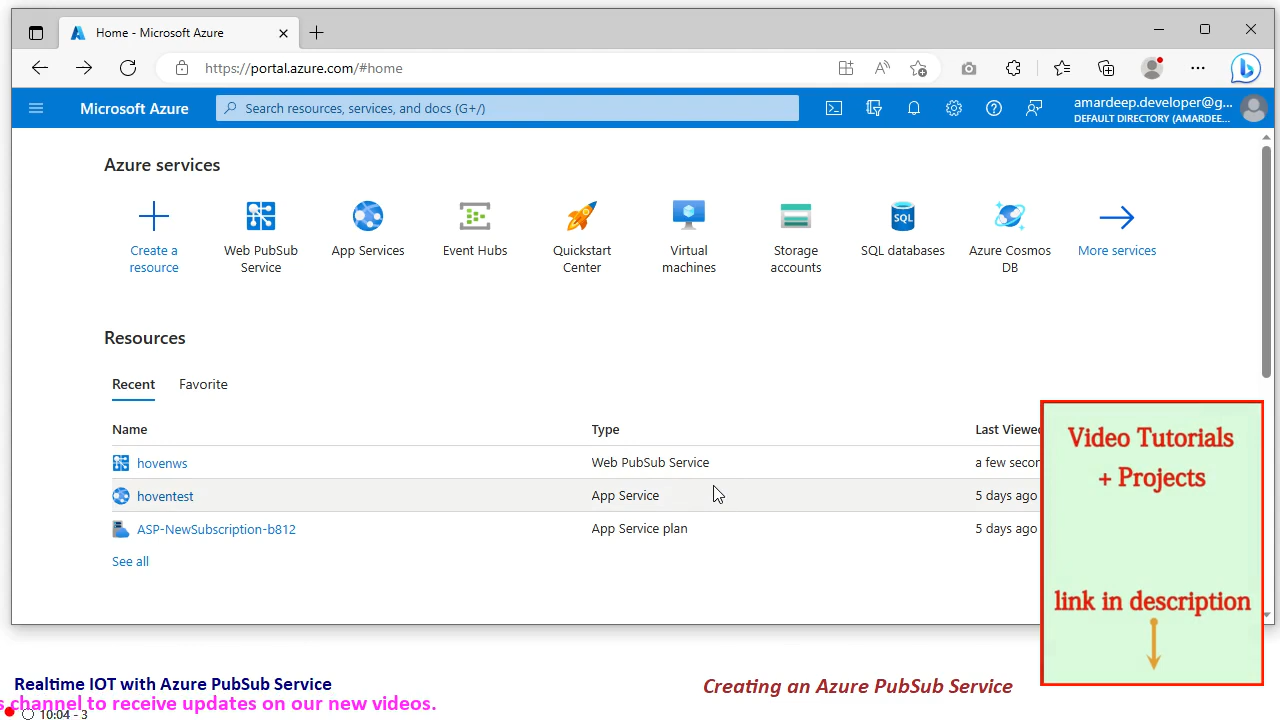 Home - Microsoft Azure
https://portal.azure.com/#home
Microsoft Azure
Search resources, services, and docs (G+/)
amardeep.developer@g...
DEFAULT DIRECTORY (AMARDEE...
Azure services
Create a resource
Web PubSub Service
App Services
Event Hubs
Quickstart Center
Virtual machines
Storage accounts
SQL databases
Azure Cosmos DB
More services
Resources
Recent Favorite
Name Type Last Viewed
hovenws Web PubSub Service a few secon
hoventest App Service 5 days ago
ASP-NewSubscription-b812 App Service plan 5 days ago
See all
Video Tutorials
+ Projects
link in description
Realtime IOT with Azure PubSub Service
Creating an Azure PubSub Service
s channel to receive updates on our new videos.
10:04 - 3